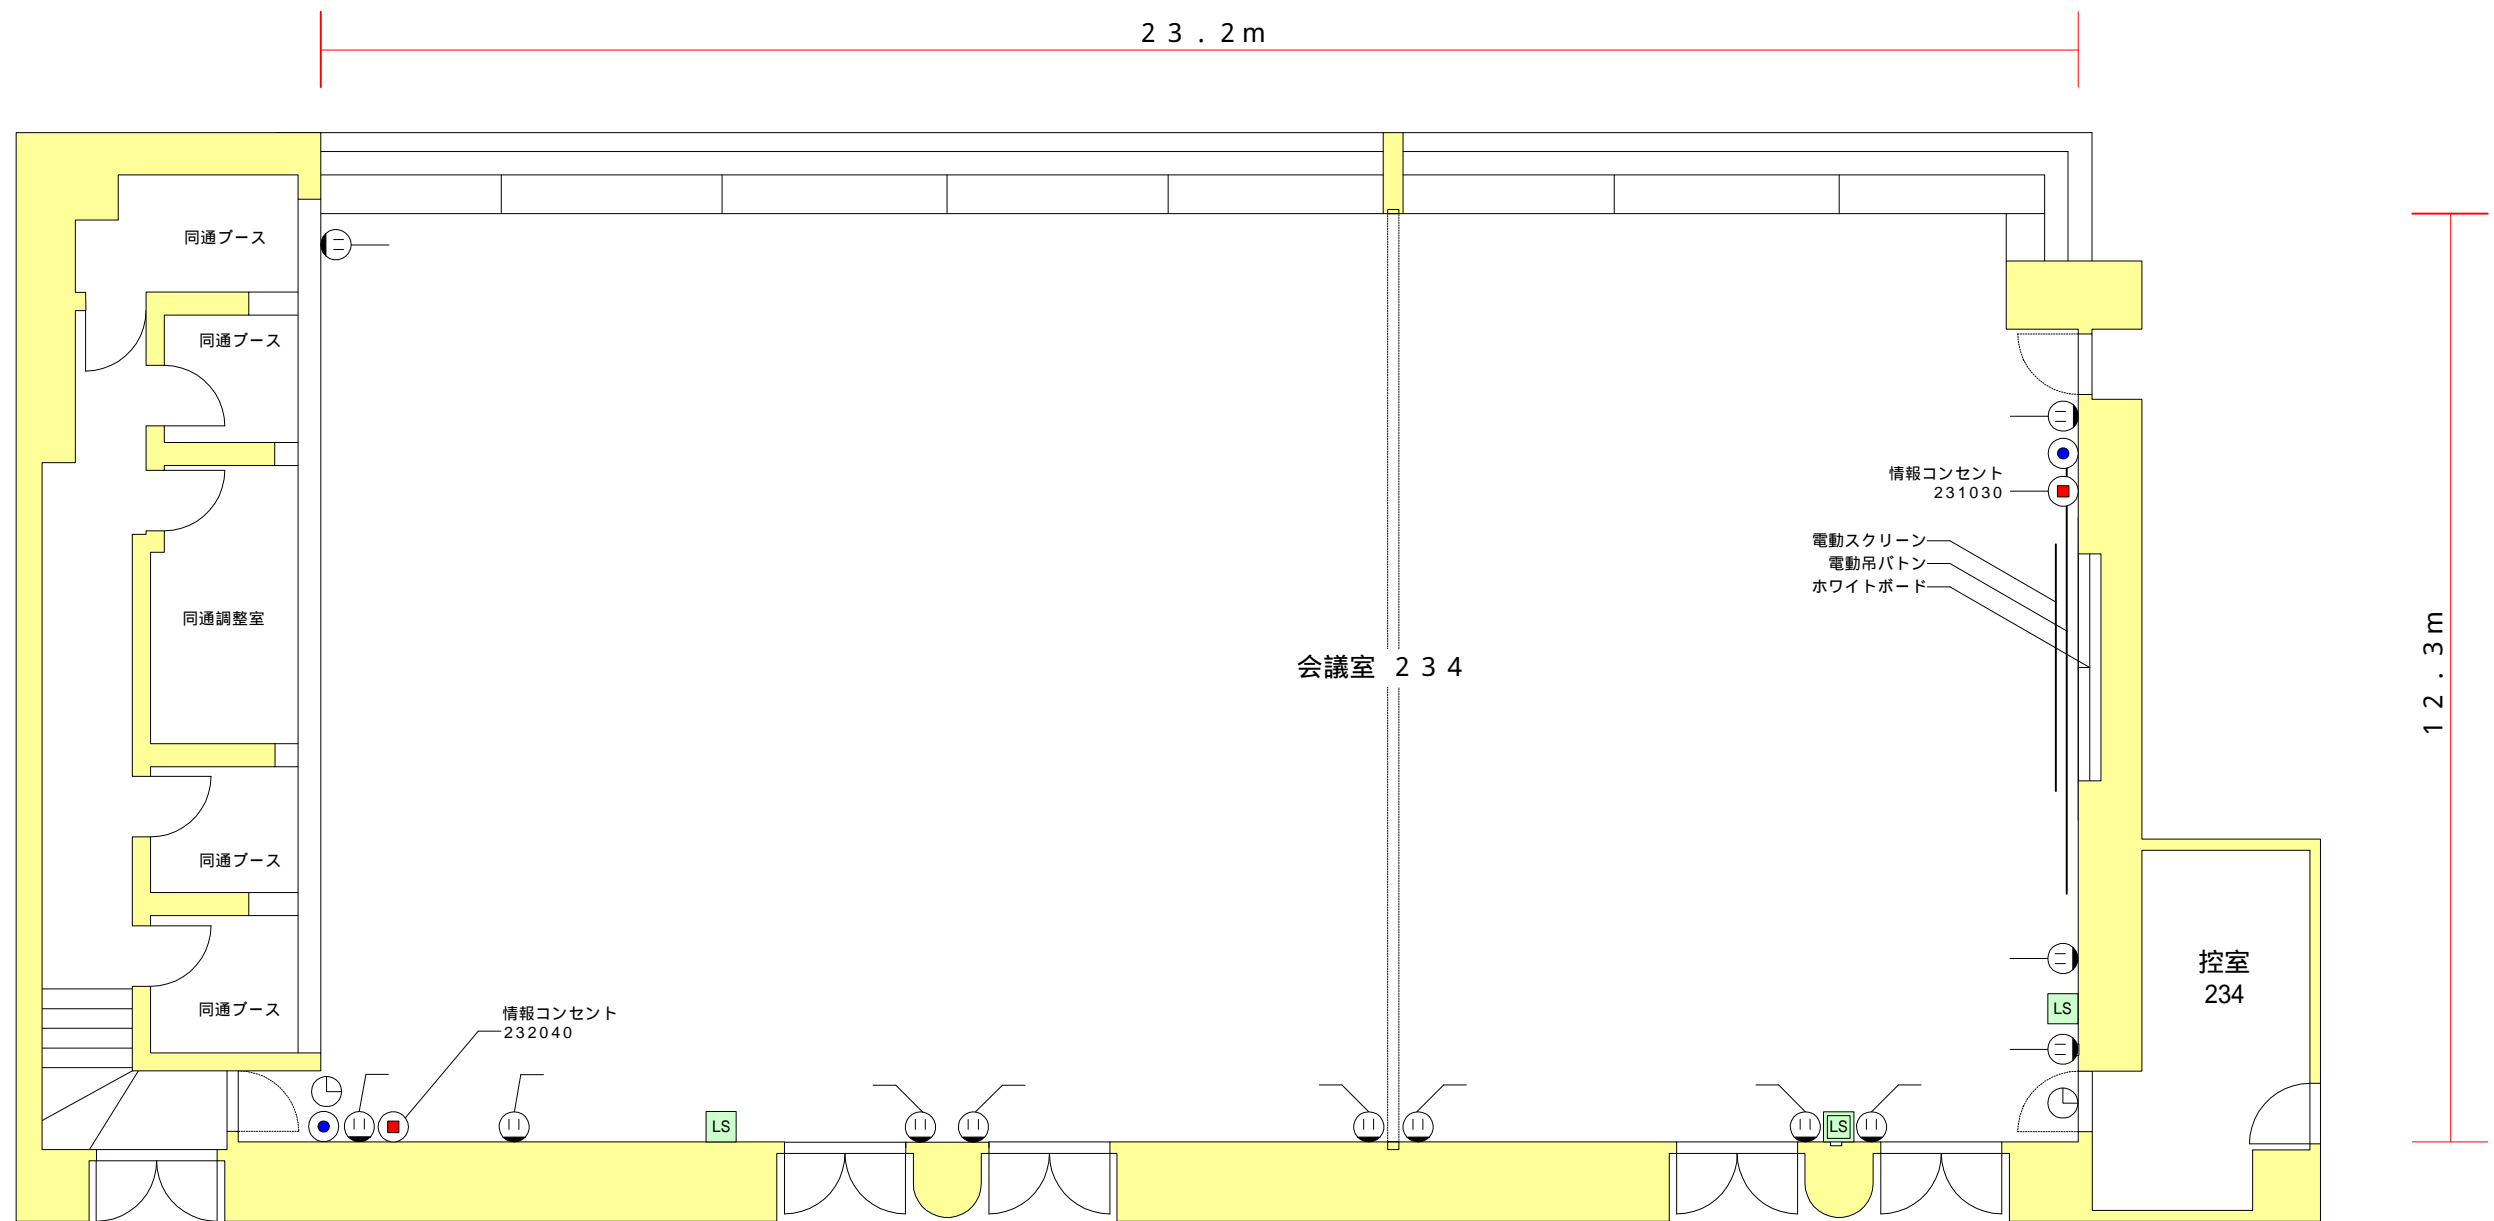 ２３．２ｍ
同通ブース
同通ブース
情報コンセント
231030
電動スクリーン
電動吊バトン
ホワイトボード
同通調整室
１２．３ｍ
会議室 ２３４
同通ブース
控室
234
LS
同通ブース
情報コンセント
232040
LS
LS